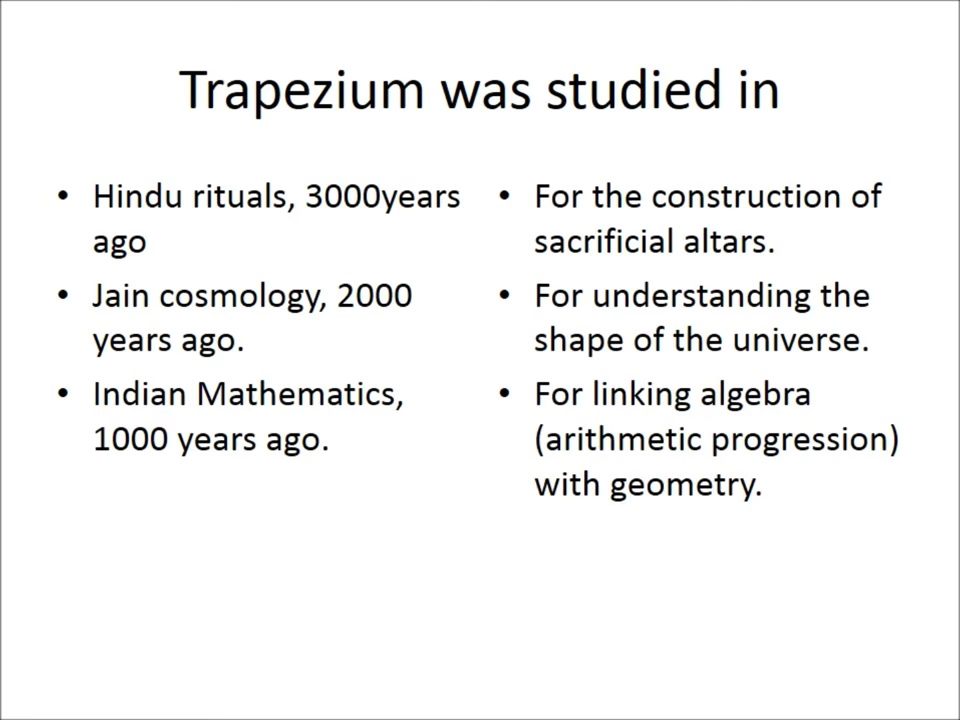 Trapezium was studied in
• Hindu rituals, 3000years
ago
• Jain cosmology, 2000
years ago.
• Indian Mathematics,
1000 years ago.
• For the construction of
sacrificial altars.
• For understanding the
shape of the universe.
• For linking algebra
(arithmetic progression)
with geometry.